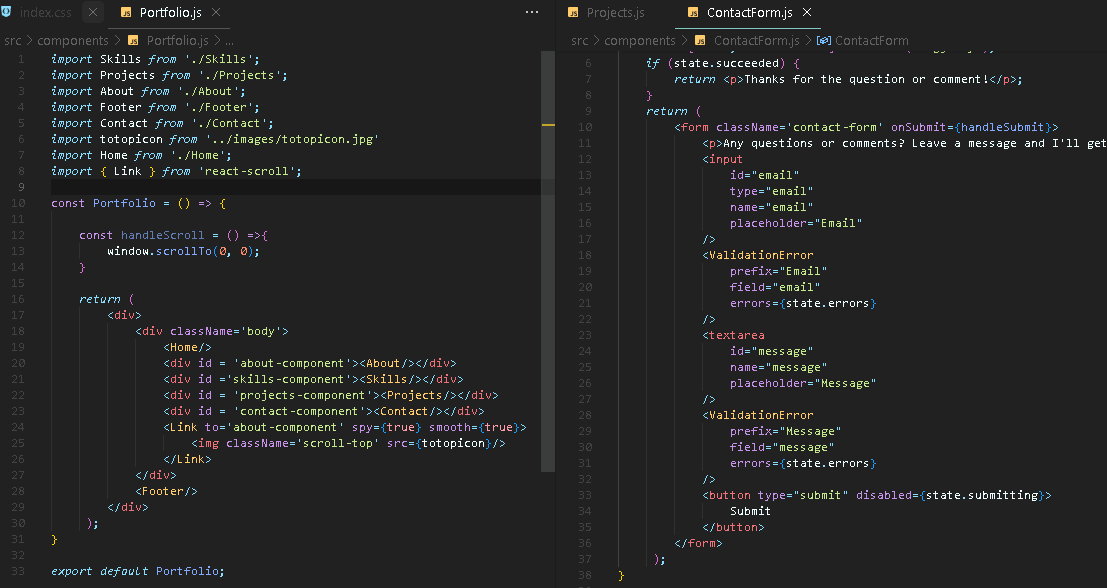 index.css
Portfolio.js
src > components > Portfolio.js > ...
1 import Skills from './Skills';
2 import Projects from './Projects';
3 import About from './About';
4 import Footer from './Footer';
5 import Contact from './Contact';
6 import totopicon from '../images/totopicon.jpg'
7 import Home from './Home';
8 import { Link } from 'react-scroll';
9
10 const Portfolio = () => {
11
12 const handleScroll = () =>{
13 window.scrollTo(0, 0);
14 }
15
16 return (
17 <div>
18 <div className='body'>
19 <Home/>
20 <div id = 'about-component'><About/></div>
21 <div id ='skills-component'><Skills/></div>
22 <div id = 'projects-component'><Projects/></div>
23 <div id = 'contact-component'><Contact/></div>
24 <Link to='about-component' spy={true} smooth={true}>
25 <img className='scroll-top' src={totopicon}/>
26 </Link>
27 </div>
28 <Footer/>
29 </div>
30 );
31 }
32
33 export default Portfolio;
Projects.js
ContactForm.js
src > components > ContactForm.js > ContactForm
6 if (state.succeeded) {
7 return <p>Thanks for the question or comment!</p>;
8 }
9 return (
10 <form className='contact-form' onSubmit={handleSubmit}>
11 <p>Any questions or comments? Leave a message and I'll get
12 <input
13 id="email"
14 type="email"
15 name="email"
16 placeholder="Email"
17 />
18 <ValidationError
19 prefix="Email"
20 field="email"
21 errors={state.errors}
22 />
23 <textarea
24 id="message"
25 name="message"
26 placeholder="Message"
27 />
28 <ValidationError
29 prefix="Message"
30 field="message"
31 errors={state.errors}
32 />
33 <button type="submit" disabled={state.submitting}>
34 Submit
35 </button>
36 </form>
37 );
38 }